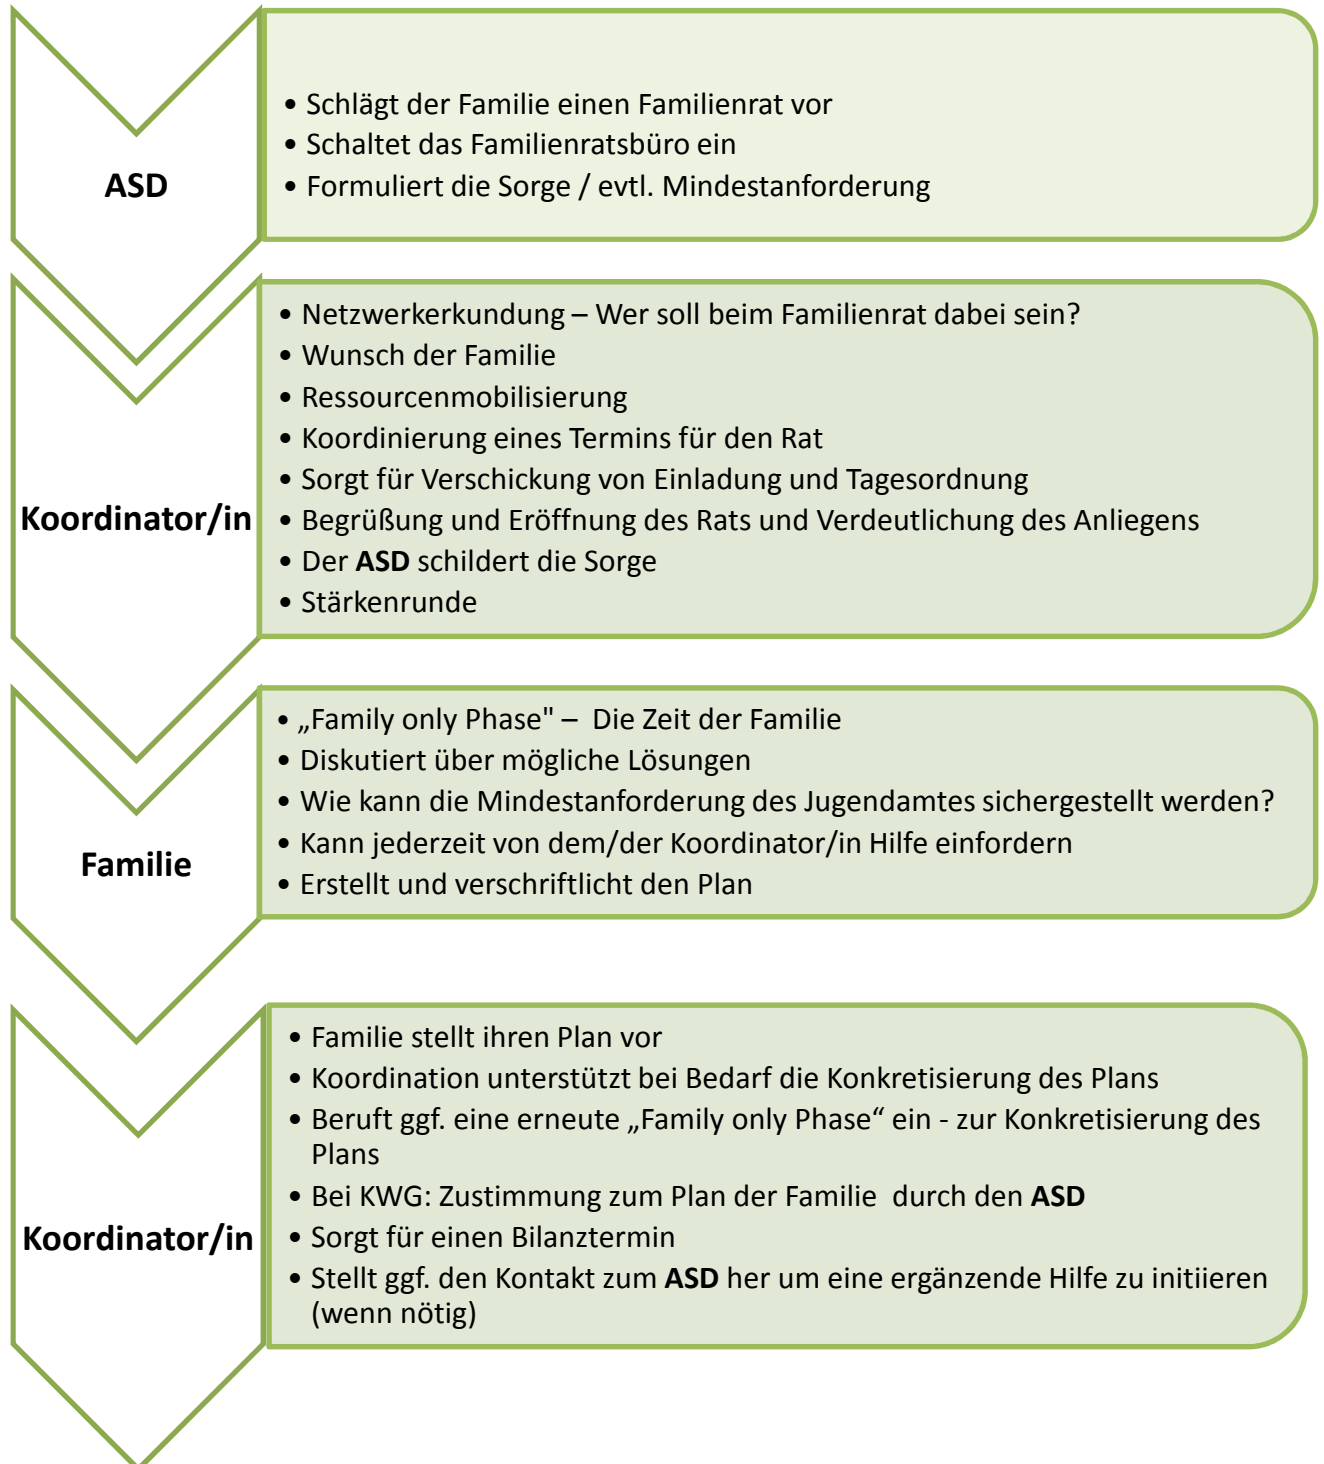 ASD
• Schlägt der Familie einen Familienrat vor
• Schaltet das Familienratsbüro ein
• Formuliert die Sorge / evtl. Mindestanforderung
Koordinator/in
• Netzwerkerkundung – Wer soll beim Familienrat dabei sein?
• Wunsch der Familie
• Ressourcenmobilisierung
• Koordinierung eines Termins für den Rat
• Sorgt für Verschickung von Einladung und Tagesordnung
• Begrüßung und Eröffnung des Rats und Verdeutlichung des Anliegens
• Der ASD schildert die Sorge
• Stärkenrunde
Familie
• „Family only Phase" – Die Zeit der Familie
• Diskutiert über mögliche Lösungen
• Wie kann die Mindestanforderung des Jugendamtes sichergestellt werden?
• Kann jederzeit von dem/der Koordinator/in Hilfe einfordern
• Erstellt und verschriftlicht den Plan
Koordinator/in
• Familie stellt ihren Plan vor
• Koordination unterstützt bei Bedarf die Konkretisierung des Plans
• Beruft ggf. eine erneute „Family only Phase“ ein - zur Konkretisierung des
Plans
• Bei KWG: Zustimmung zum Plan der Familie durch den ASD
• Sorgt für einen Bilanztermin
• Stellt ggf. den Kontakt zum ASD her um eine ergänzende Hilfe zu initiieren
(wenn nötig)